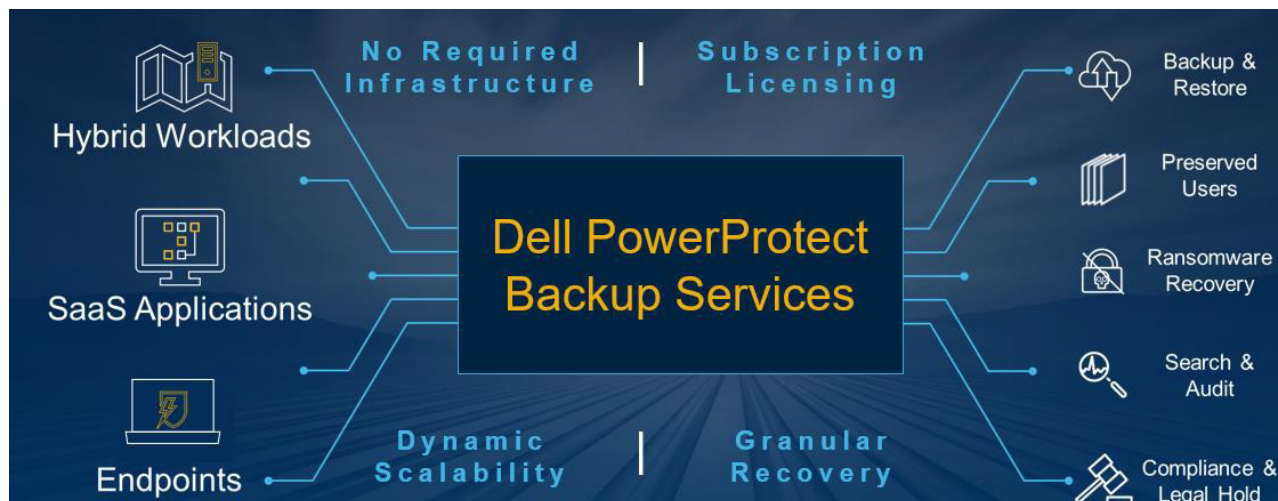 No Required
Infrastructure
Subscription
Licensing
Hybrid Workloads
SaaS Applications
Endpoints
Dell PowerProtect
Backup Services
Dynamic
Scalability
Granular
Recovery
Backup &
Restore
Preserved
Users
Ransomware
Recovery
Search &
Audit
Compliance &
Legal Hold